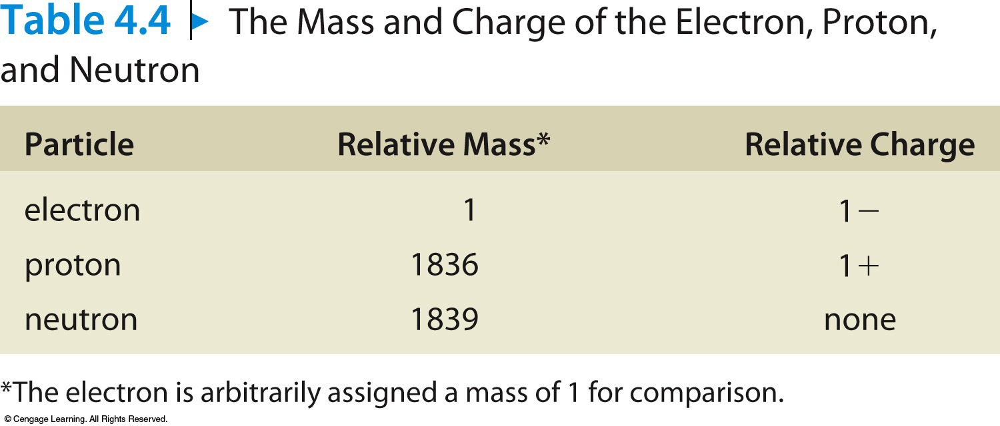 Table 4.4 ▶ The Mass and Charge of the Electron, Proton,
and Neutron
Particle Relative Mass* Relative Charge
electron 1 1−
proton 1836 1+
neutron 1839 none
*The electron is arbitrarily assigned a mass of 1 for comparison.
© Cengage Learning. All Rights Reserved.